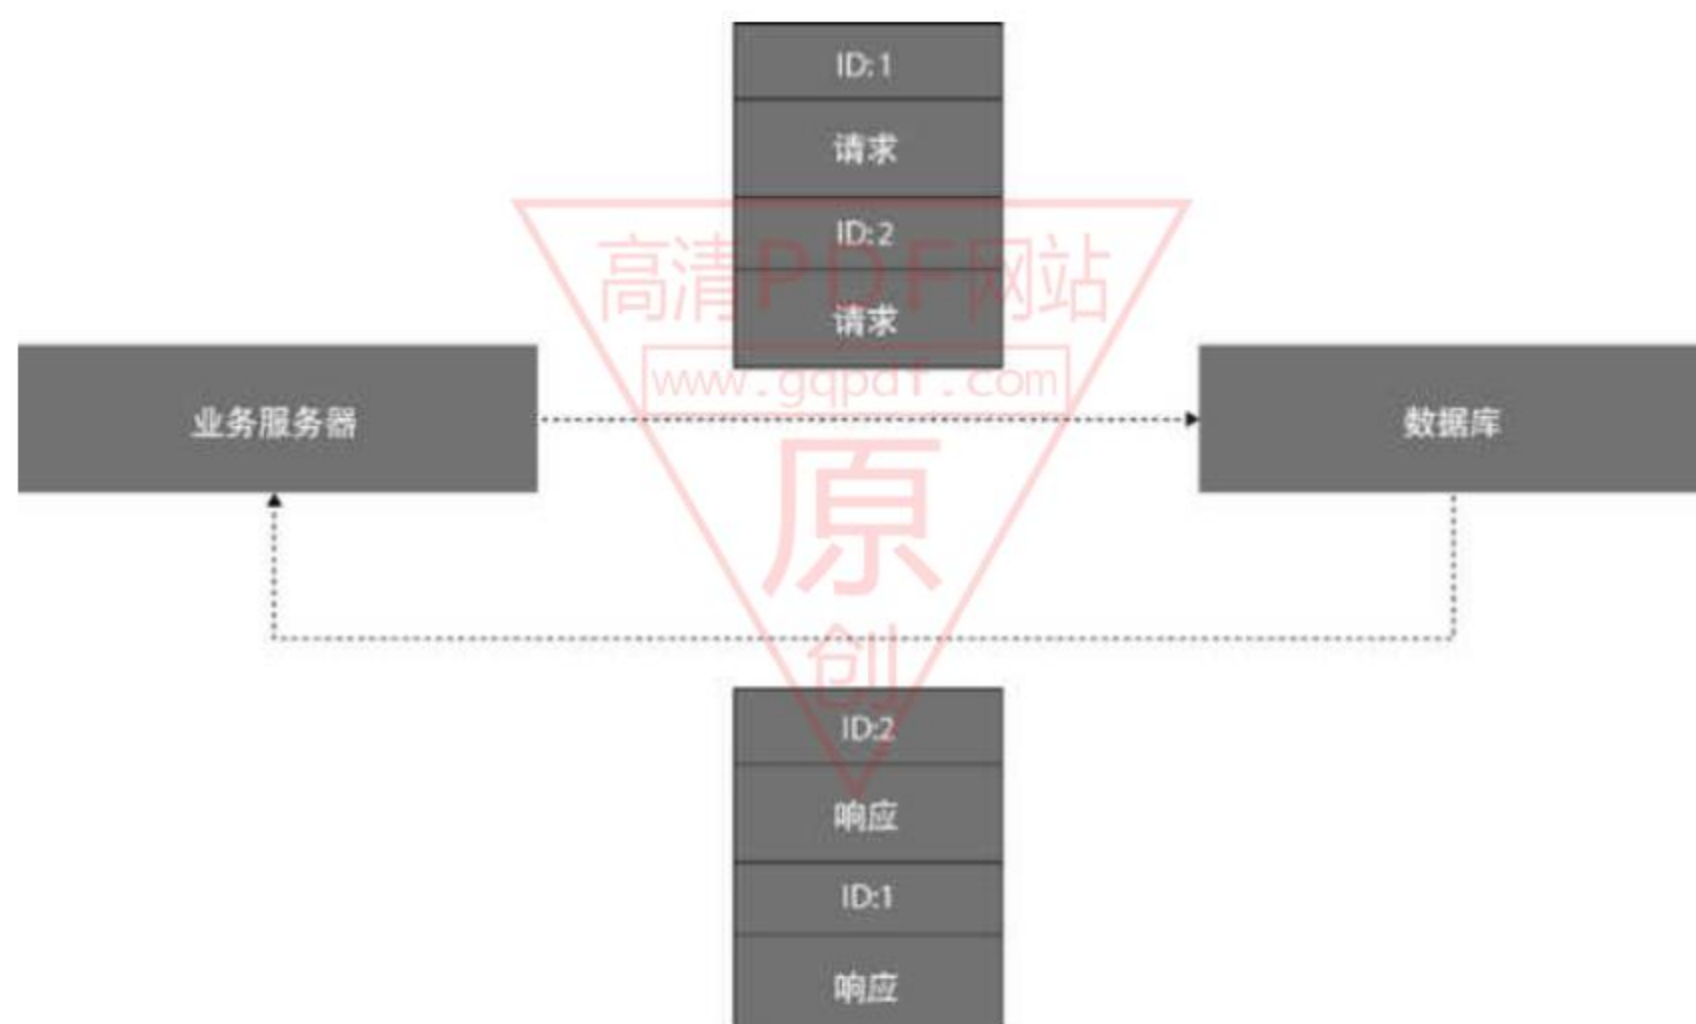 ID: 1
请求
ID: 2
高清PDF网站
请求
www.gqpdf.com
业务服务器
数据库
原
创
ID:2
响应
ID:1
响应